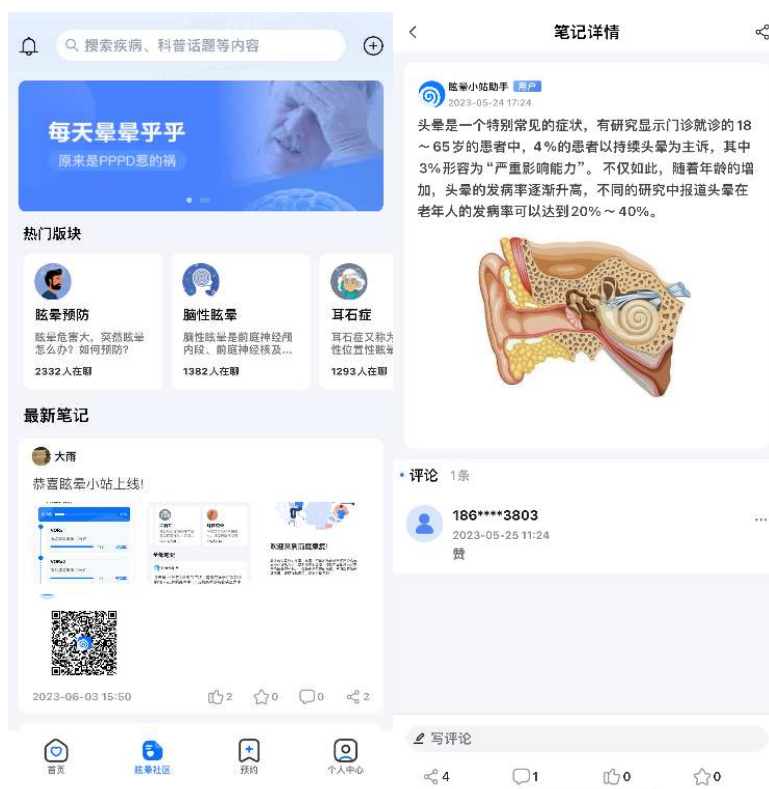 搜索疾病、科普话题等内容
每天晕晕乎乎
原来是PPPD惹的祸
热门版块
眩晕预防
眩晕危害大，突然眩晕
怎么办？如何预防？
2332人在聊
脑性眩晕
脑性眩晕是前庭神经颅
内段、前庭神经核及...
1382人在聊
耳石症
耳石症又称为
性位置性眩晕
1293人在聊
最新笔记
大雨
恭喜眩晕小站上线!
欢迎来到前庭康复!
2023-06-03 15:50
2
0
0
2
首页
眩晕社区
预约
个人中心
笔记详情
眩晕小站助手 用户
2023-05-24 17:24
头晕是一个特别常见的症状，有研究显示门诊就诊的18
～65岁的患者中，4%的患者以持续头晕为主诉，其中
3%形容为“严重影响能力”。 不仅如此，随着年龄的增
加，头晕的发病率逐渐升高，不同的研究中报道头晕在
老年人的发病率可以达到20%～40%。
评论 1条
186****3803
2023-05-25 11:24
赞
写评论
4
1
0
0